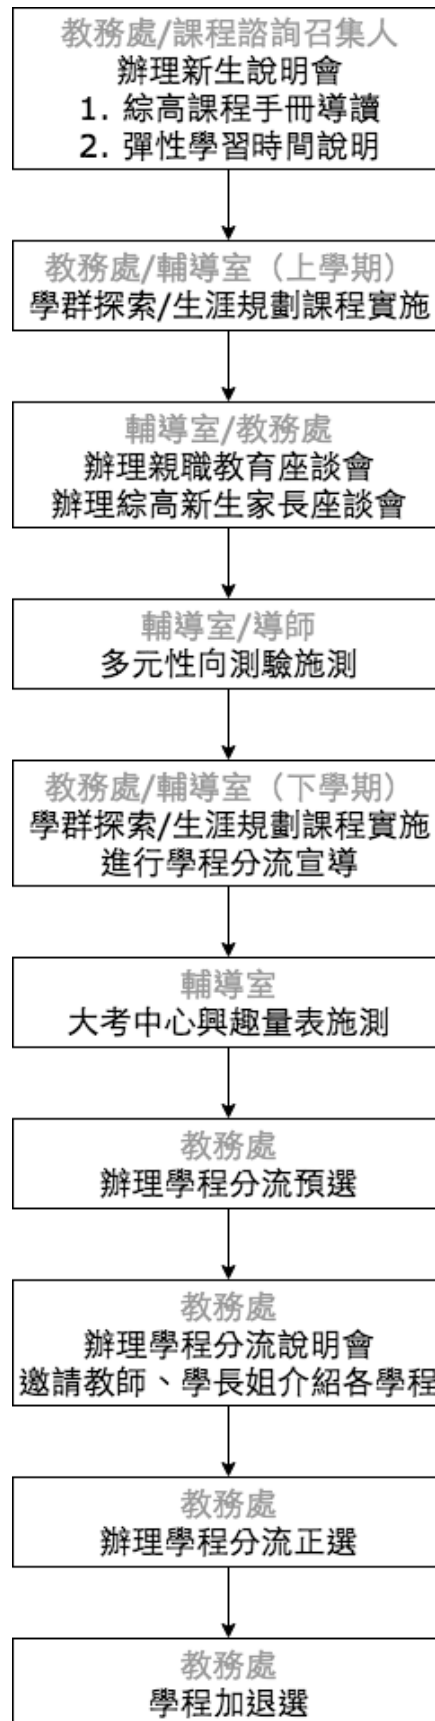 教務處/課程諮詢召集人
辦理新生說明會
1. 綜高課程手冊導讀
2. 彈性學習時間說明
教務處/輔導室（上學期）
學群探索/生涯規劃課程實施
輔導室/教務處
辦理親職教育座談會
辦理綜高新生家長座談會
輔導室/導師
多元性向測驗施測
教務處/輔導室（下學期）
學群探索/生涯規劃課程實施
進行學程分流宣導
輔導室
大考中心興趣量表施測
教務處
辦理學程分流預選
教務處
辦理學程分流說明會
邀請教師、學長姐介紹各學程
教務處
辦理學程分流正選
教務處
學程加退選